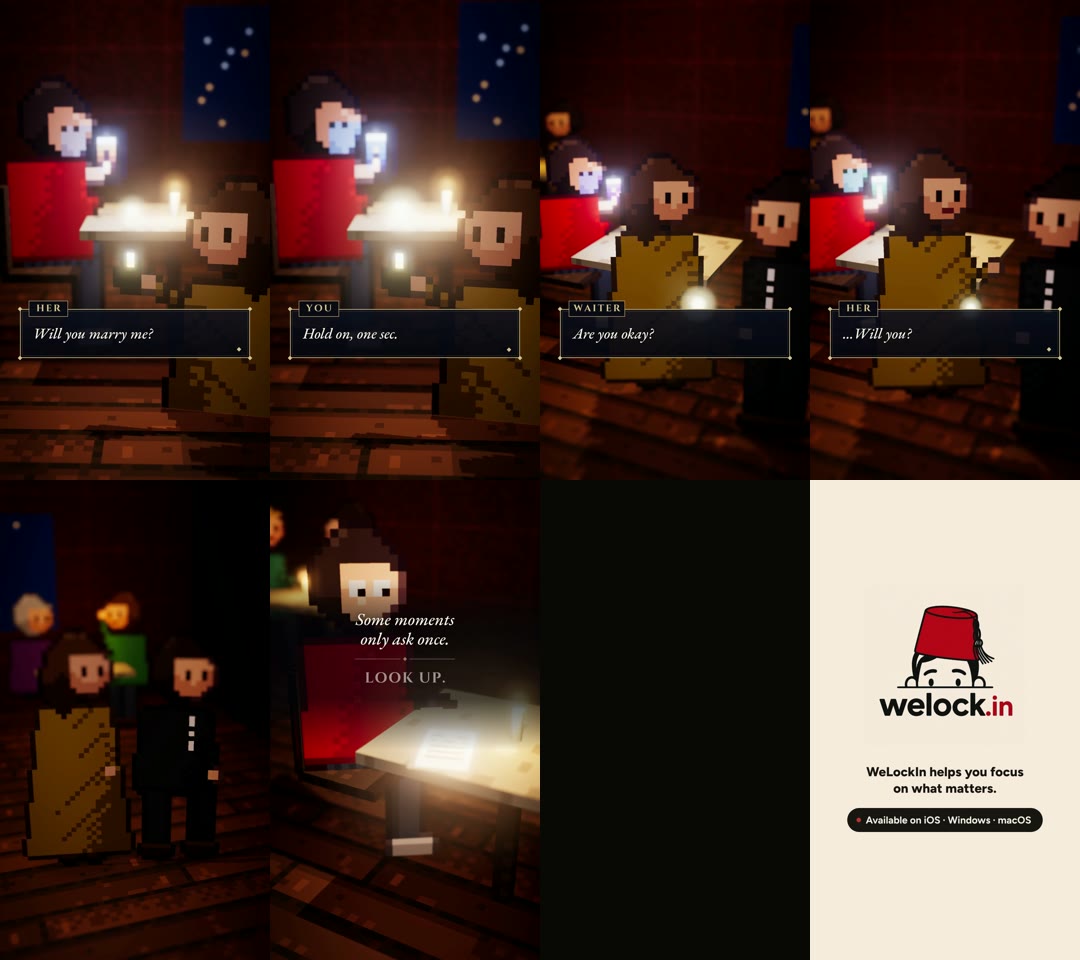 HER
Will you marry me?
YOU
Hold on, one sec.
WAITER
Are you okay?
HER
...Will you?
Some moments
only ask once.
LOOK UP.
welock.in
WeLockIn helps you focus
on what matters.
Available on iOS · Windows · macOS